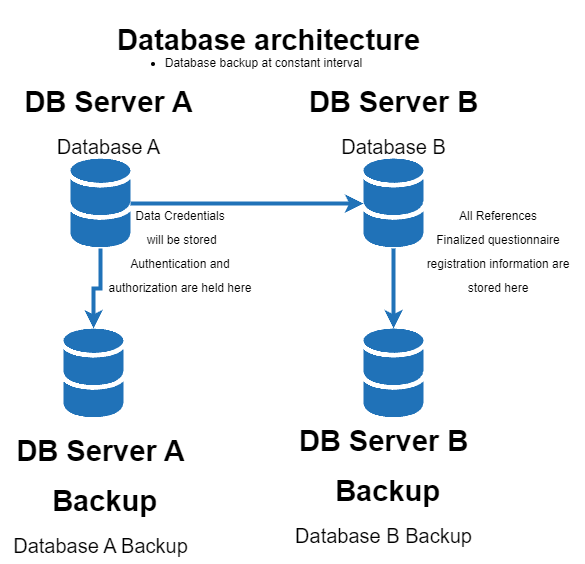 Database architecture
• Database backup at constant interval
DB Server A
DB Server B
Database A
Database B
Data Credentials
will be stored
Authentication and
authorization are held here
All References
Finalized questionnaire
registration information are
stored here
DB Server A
Backup
Database A Backup
DB Server B
Backup
Database B Backup